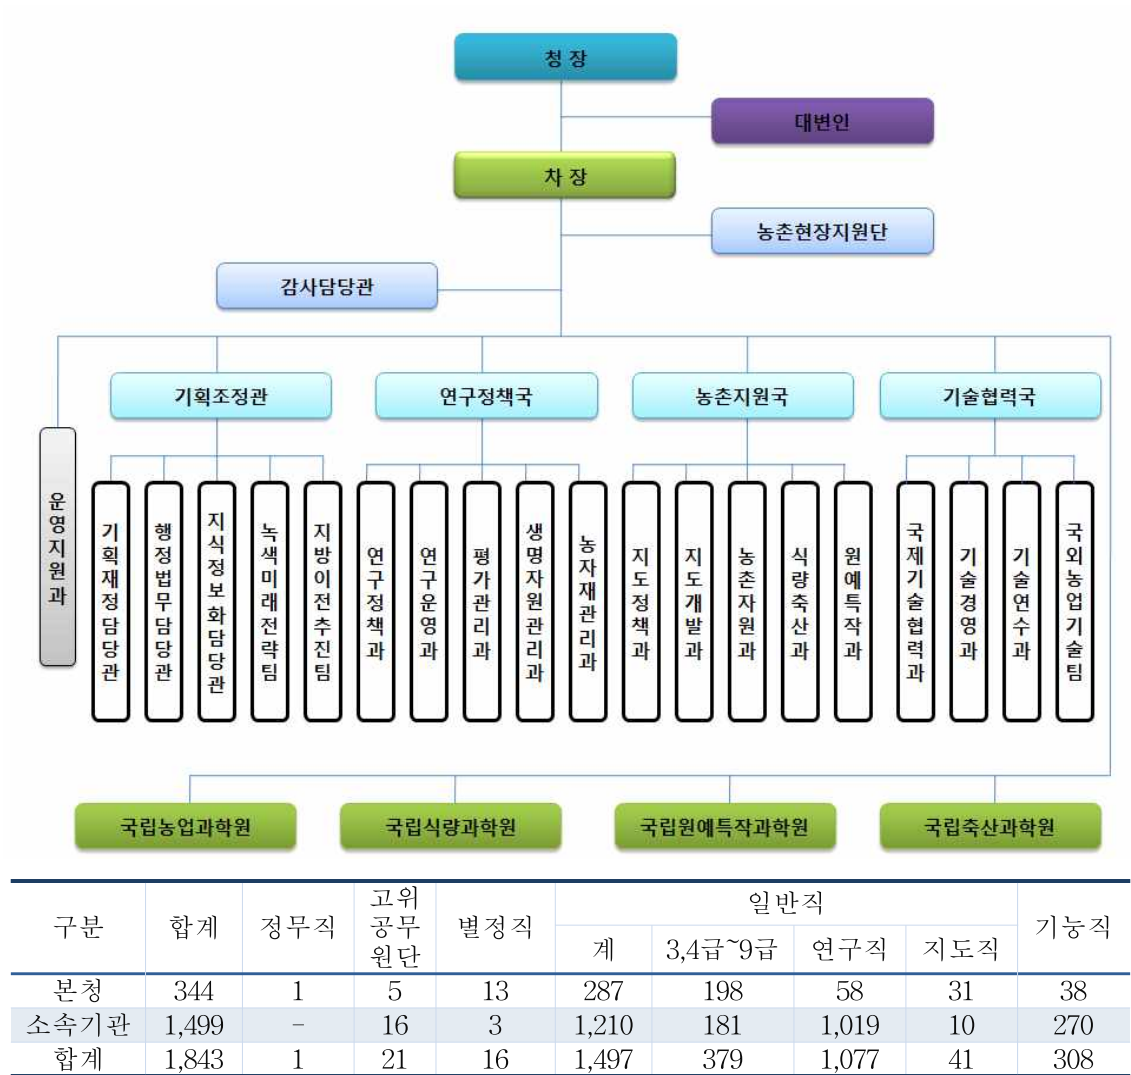 청 장
대변인
차 장
농촌현장지원단
감사담당관
기획조정관
연구정책국
농촌지원국
기술협력국
운영지원과
기획재정담당관
행정법무담당관
지식정보화담당관
녹색미래전략팀
지방이전추진팀
연구정책과
연구운영과
평가관리과
생명자원관리과
농자재관리과
지도정책과
지도개발과
농촌자원과
식량축산과
원예특작과
국제기술협력과
기술경영과
기술연수과
국외농업기술팀
국립농업과학원
국립식량과학원
국립원예특작과학원
국립축산과학원
구분 합계 정무직 고위공무원단 별정직 일반직 기능직
계 3,4급~9급 연구직 지도직
본청 344 1 5 13 287 198 58 31 38
소속기관 1,499 - 16 3 1,210 181 1,019 10 270
합계 1,843 1 21 16 1,497 379 1,077 41 308